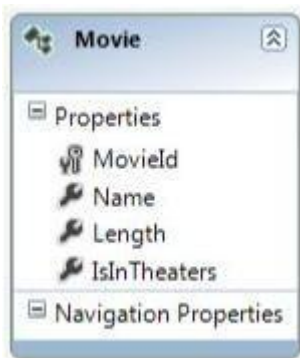 Movie
Properties
MovieId
Name
Length
IsInTheaters
Navigation Properties